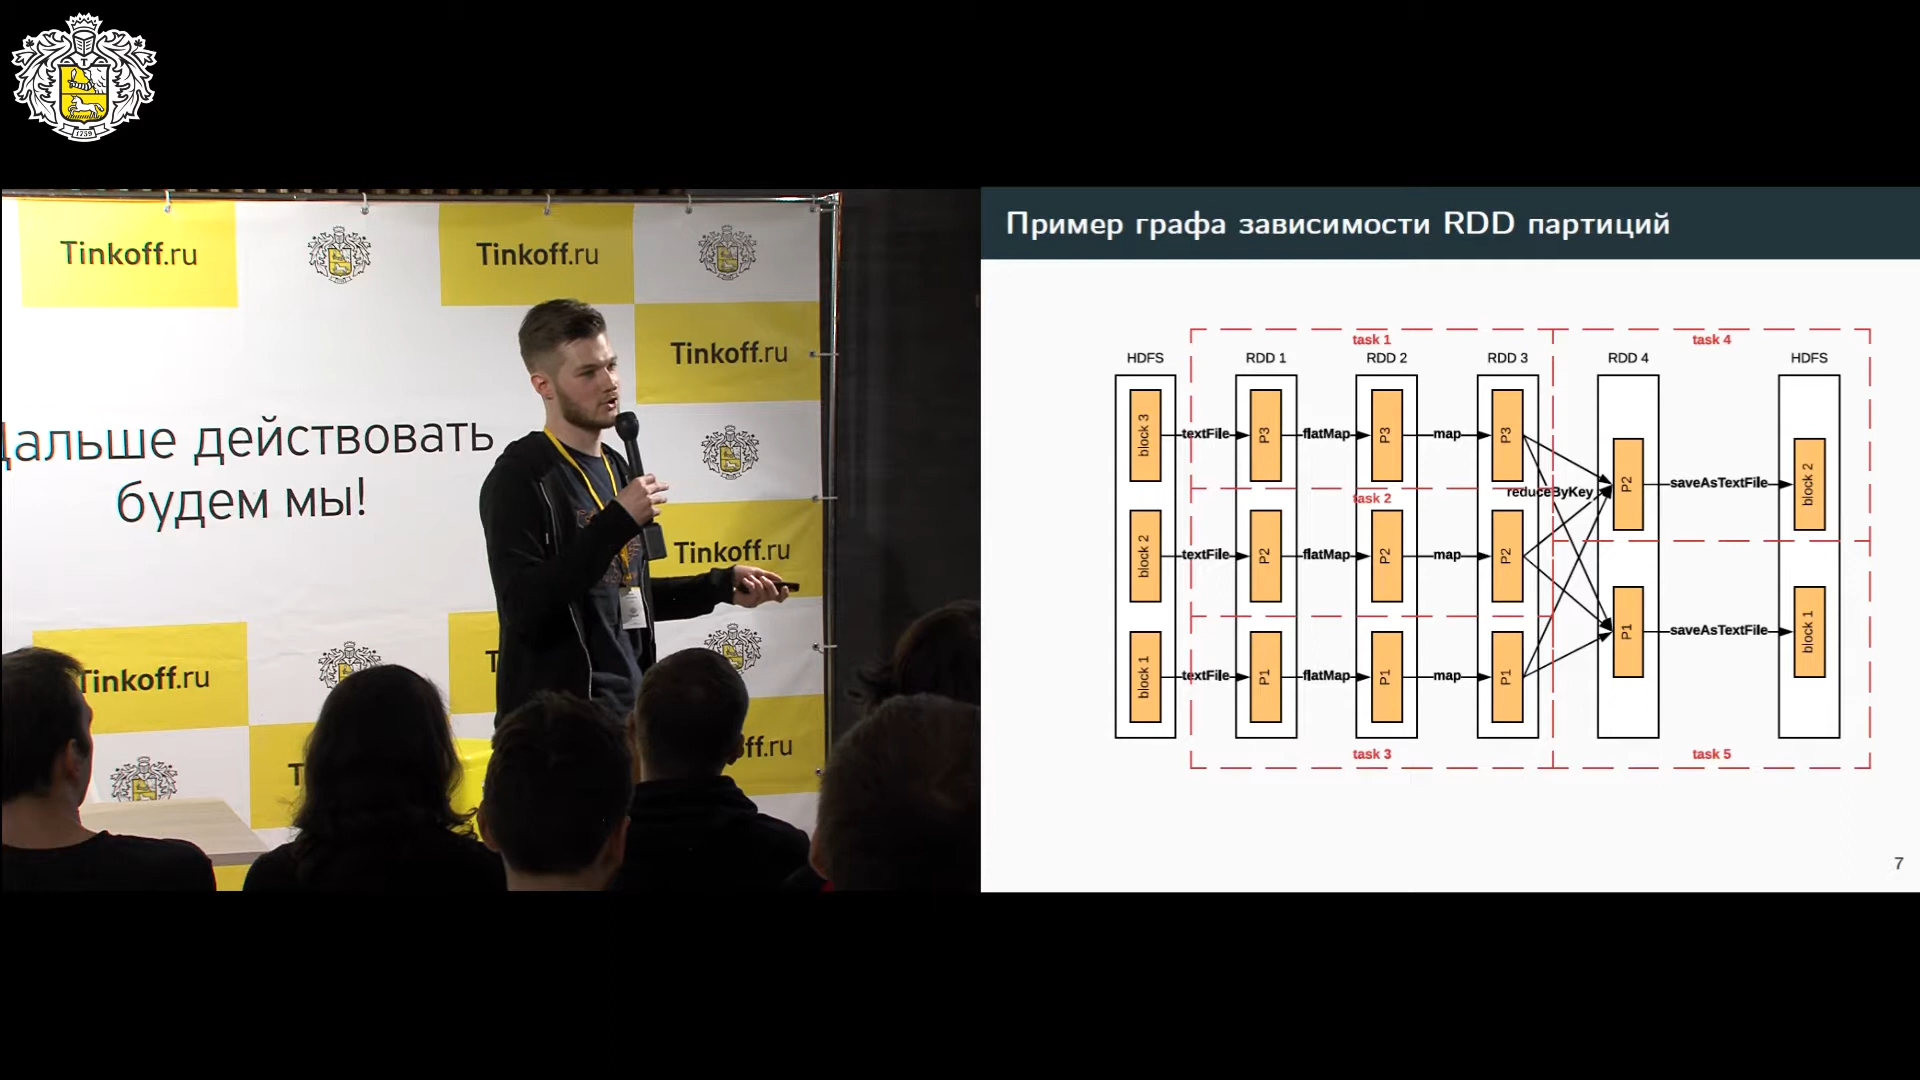 1759
Tinkoff.ru
Tinkoff.ru
Tinkoff.ru
Дальше действовать
будем мы!
Tinkoff.ru
Tinkoff.ru
Пример графа зависимости RDD партиций
task 1
task 4
HDFS
RDD 1
RDD 2
RDD 3
RDD 4
HDFS
block 3
textFile
P3
flatMap
P3
map
P3
reduceByKey
P2
saveAsTextFile
block 2
task 2
block 2
textFile
P2
flatMap
P2
map
P2
P1
saveAsTextFile
block 1
block 1
textFile
P1
flatMap
P1
map
P1
task 3
task 5
7